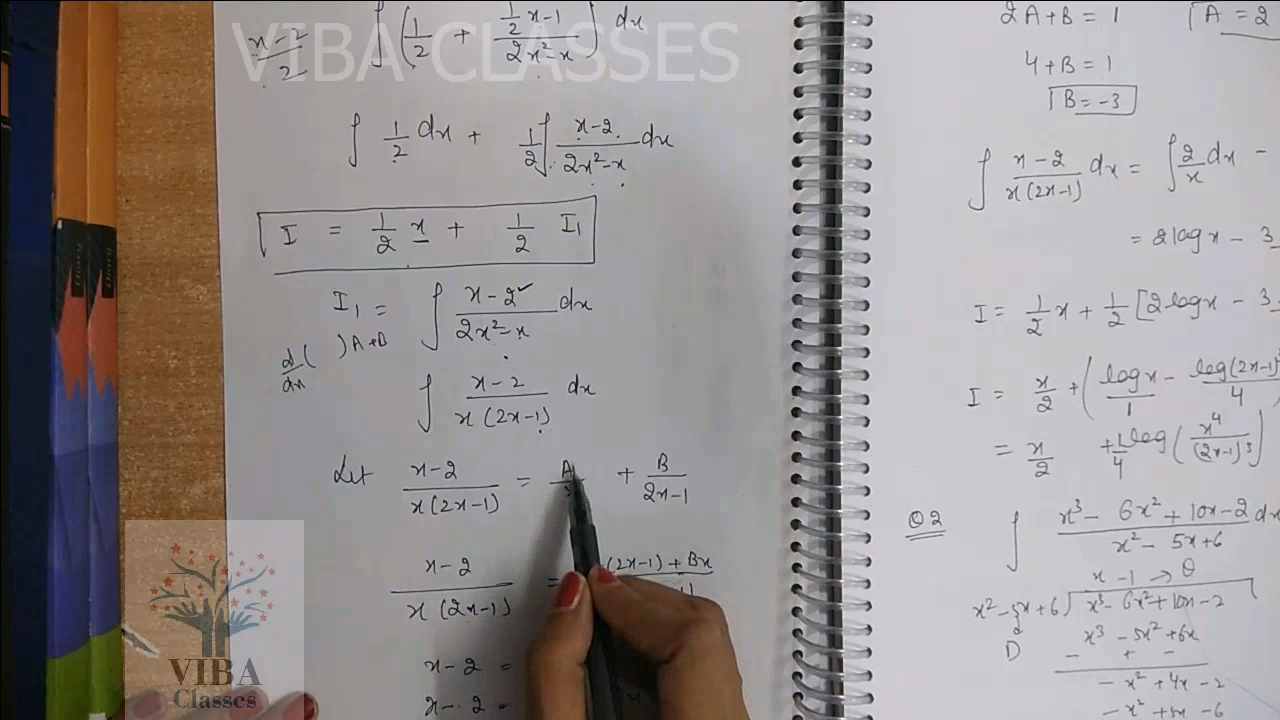 VIBA CLASSES
x-2/2 ∫(1/2 + (1/2 x-1)/(2x²-x)) dx
∫ 1/2 dx + 1/2 ∫ (x-2)/(2x²-x) dx
I = 1/2 x + 1/2 I₁
I₁ = ∫ (x-2)/(2x²-x) dx
d/dx ( ) A+B
∫ (x-2)/(x(2x-1)) dx
Let (x-2)/(x(2x-1)) = A/ + B/(2x-1)
(x-2)/(x(2x-1)) = (2x-1)+Bx
x-2 =
x-2 =
VIBA
Classes
2A+B = 1 A = 2
4+B = 1
B = -3
∫ (x-2)/(x(2x-1)) dx = ∫ 2/x dx -
= 2logx - 3
I = 1/2 x + 1/2 [2logx - 3
I = x/2 + (logx/1 - log(2x-1)³/4)
= x/2 + 1/4 log(x⁴/(2x-1)³)
Q2 ∫ (x³ - 6x² + 10x - 2)/(x² - 5x + 6) dx
x - 1 → Q
x² - 5x + 6 ) x³ - 6x² + 10x - 2
D x³ - 5x² + 6x
- + -
- x² + 4x - 2
- x² + 5x - 6